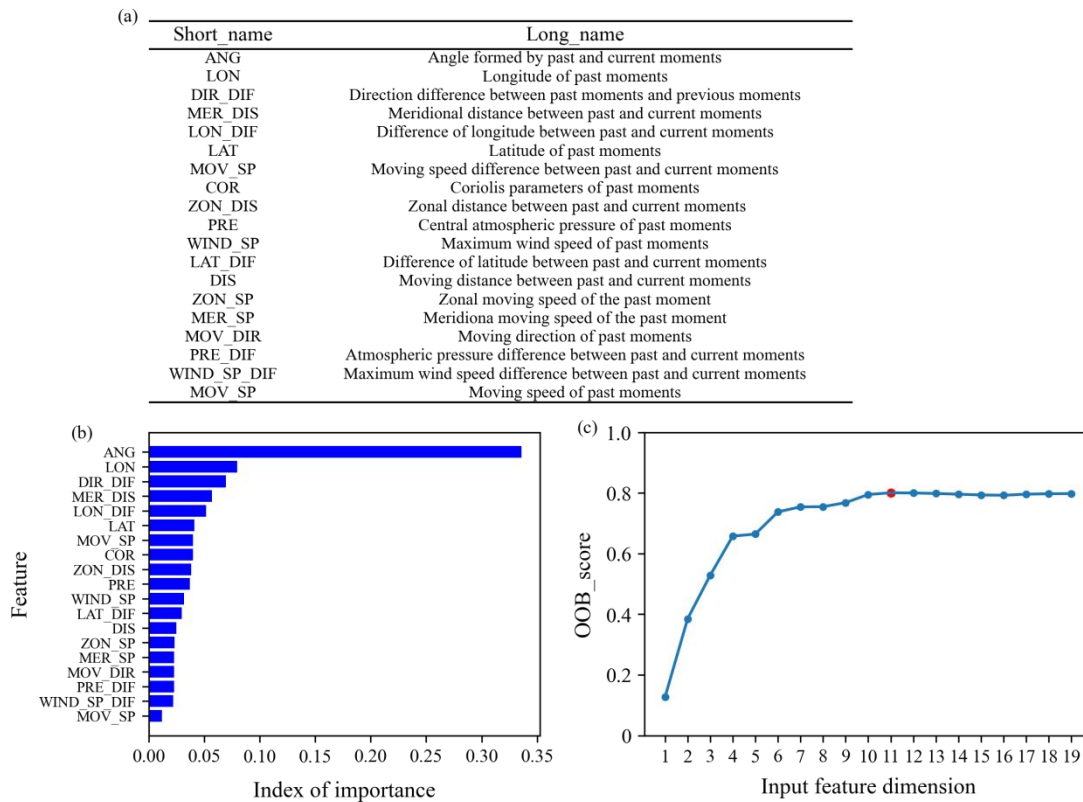 (a)
Short_name Long_name
ANG Angle formed by past and current moments
LON Longitude of past moments
DIR_DIF Direction difference between past moments and previous moments
MER_DIS Meridional distance between past and current moments
LON_DIF Difference of longitude between past and current moments
LAT Latitude of past moments
MOV_SP Moving speed difference between past and current moments
COR Coriolis parameters of past moments
ZON_DIS Zonal distance between past and current moments
PRE Central atmospheric pressure of past moments
WIND_SP Maximum wind speed of past moments
LAT_DIF Difference of latitude between past and current moments
DIS Moving distance between past and current moments
ZON_SP Zonal moving speed of the past moment
MER_SP Meridiona moving speed of the past moment
MOV_DIR Moving direction of past moments
PRE_DIF Atmospheric pressure difference between past and current moments
WIND_SP_DIF Maximum wind speed difference between past and current moments
MOV_SP Moving speed of past moments
(b)
ANG
LON
DIR_DIF
MER_DIS
LON_DIF
LAT
MOV_SP
COR
ZON_DIS
PRE
WIND_SP
LAT_DIF
DIS
ZON_SP
MER_SP
MOV_DIR
PRE_DIF
WIND_SP_DIF
MOV_SP
Feature
0.00 0.05 0.10 0.15 0.20 0.25 0.30 0.35
Index of importance
(c)
1.0
0.8
0.6
0.4
0.2
0
OOB_score
1 2 3 4 5 6 7 8 9 10 11 12 13 14 15 16 17 18 19
Input feature dimension